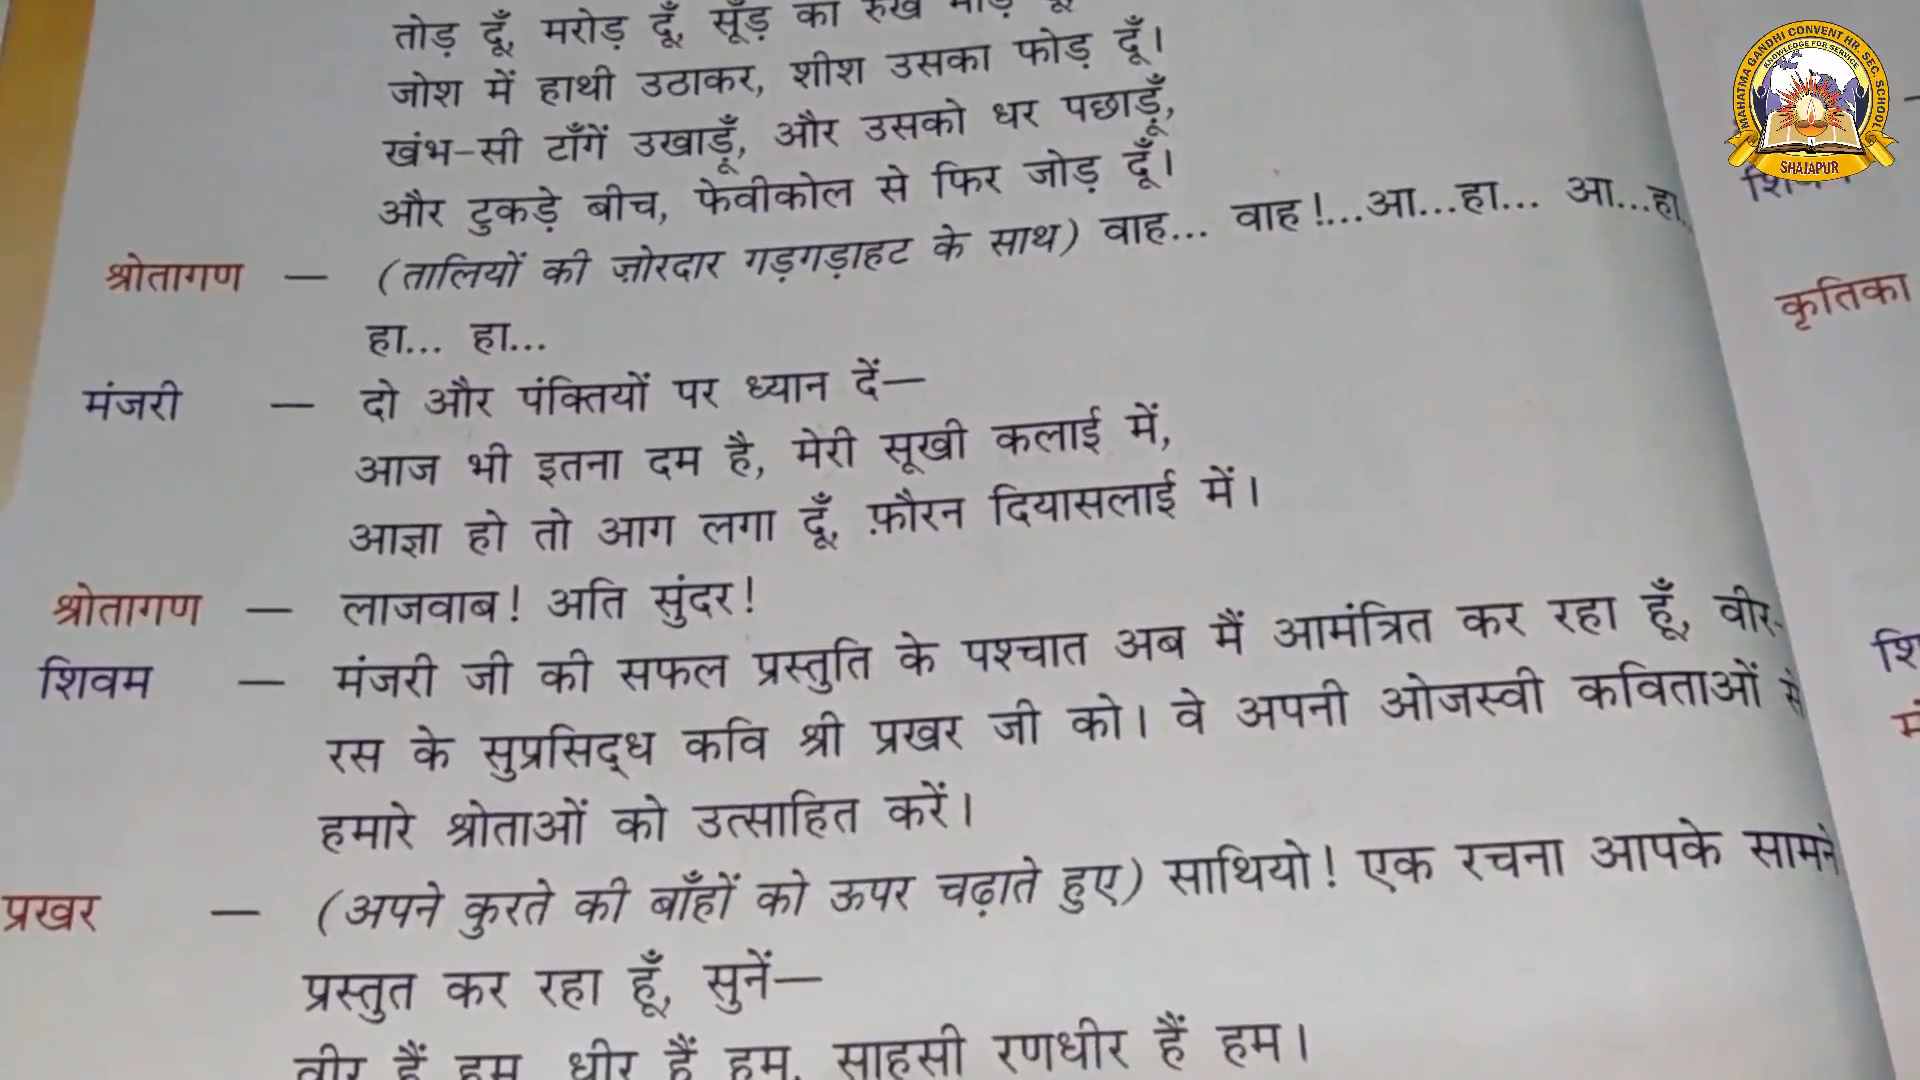 तोड़ दूँ, मरोड़ दूँ, सूँड़ का रुख
जोश में हाथी उठाकर, शीश उसका फोड़ दूँ।
खंभ-सी टाँगें उखाड़ूँ, और उसको धर पछाड़ूँ,
और टुकड़े बीच, फेवीकोल से फिर जोड़ दूँ।
श्रोतागण — (तालियों की ज़ोरदार गड़गड़ाहट के साथ) वाह... वाह!...आ...हा... आ...हा.
हा... हा...
मंजरी — दो और पंक्तियों पर ध्यान दें—
आज भी इतना दम है, मेरी सूखी कलाई में,
आज्ञा हो तो आग लगा दूँ, फ़ौरन दियासलाई में।
श्रोतागण — लाजवाब! अति सुंदर!
शिवम — मंजरी जी की सफल प्रस्तुति के पश्चात अब मैं आमंत्रित कर रहा हूँ, वीर-
रस के सुप्रसिद्ध कवि श्री प्रखर जी को। वे अपनी ओजस्वी कविताओं से
हमारे श्रोताओं को उत्साहित करें।
प्रखर — (अपने कुरते की बाँहों को ऊपर चढ़ाते हुए) साथियो! एक रचना आपके सामने
प्रस्तुत कर रहा हूँ, सुनें—
वीर हैं हम, धीर हैं हम, साहसी रणधीर हैं हम।
कृतिका
MAHATMA GANDHI CONVENT HR. SEC. SCHOOL
KNOWLEDGE FOR SERVICE
SHAJAPUR